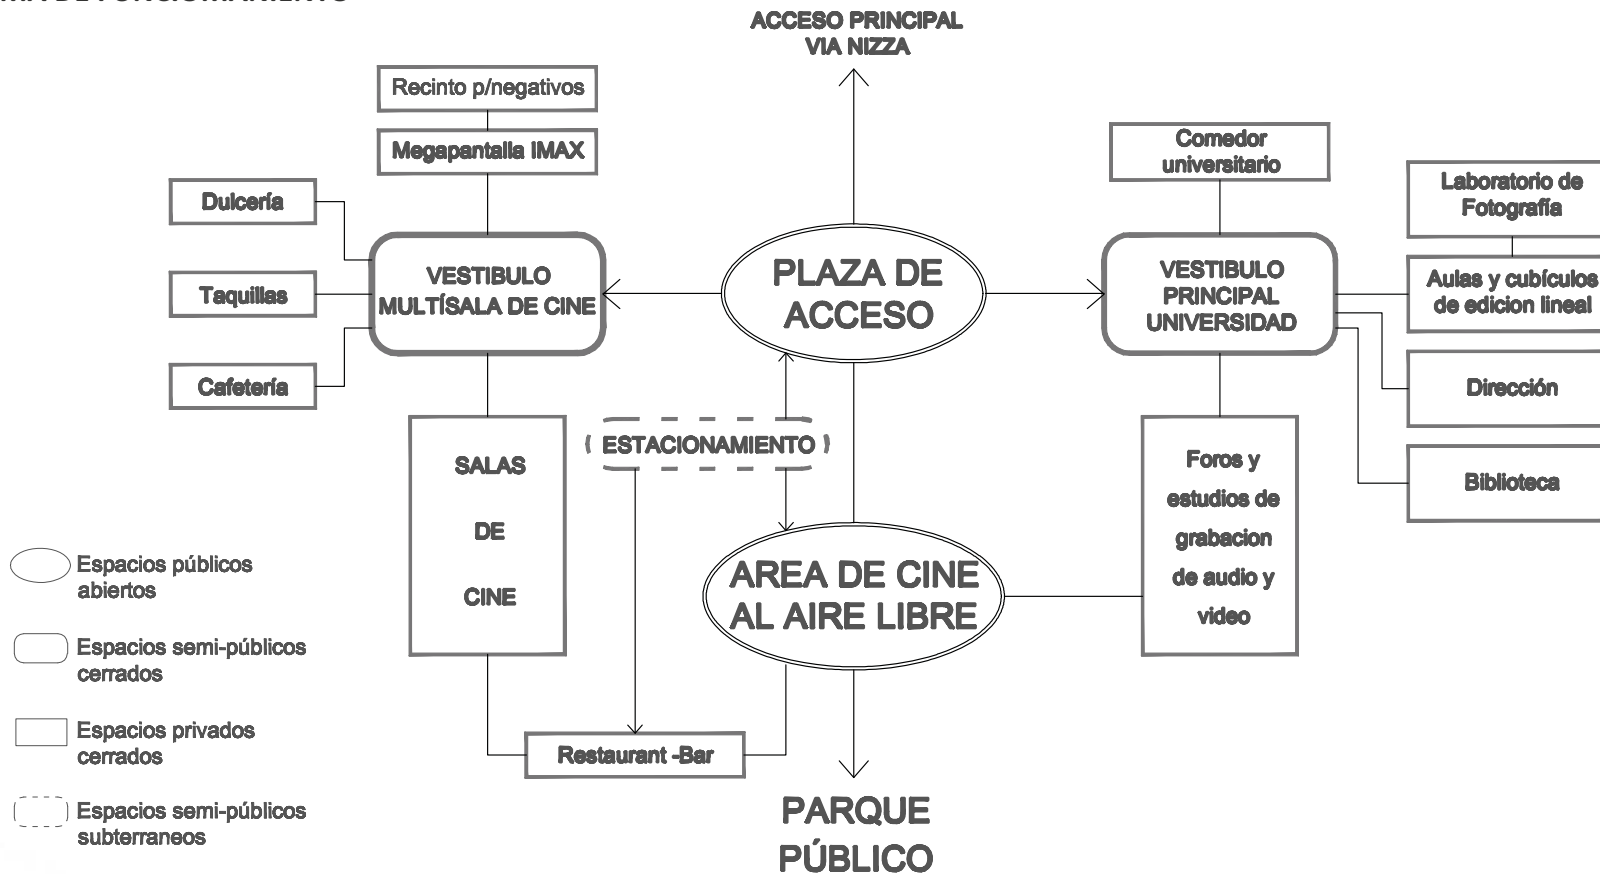 ACCESO PRINCIPAL
VIA NIZZA
Recinto p/negativos
Megapantalla IMAX
Dulcería
Taquillas
Cafetería
VESTIBULO
MULTÍSALA DE CINE
SALAS
DE
CINE
PLAZA DE
ACCESO
ESTACIONAMIENTO
AREA DE CINE
AL AIRE LIBRE
Restaurant -Bar
PARQUE
PÚBLICO
Comedor
universitario
VESTIBULO
PRINCIPAL
UNIVERSIDAD
Foros y
estudios de
grabacion
de audio y
video
Laboratorio de
Fotografía
Aulas y cubículos
de edicion lineal
Dirección
Biblioteca
Espacios públicos
abiertos
Espacios semi-públicos
cerrados
Espacios privados
cerrados
Espacios semi-públicos
subterraneos